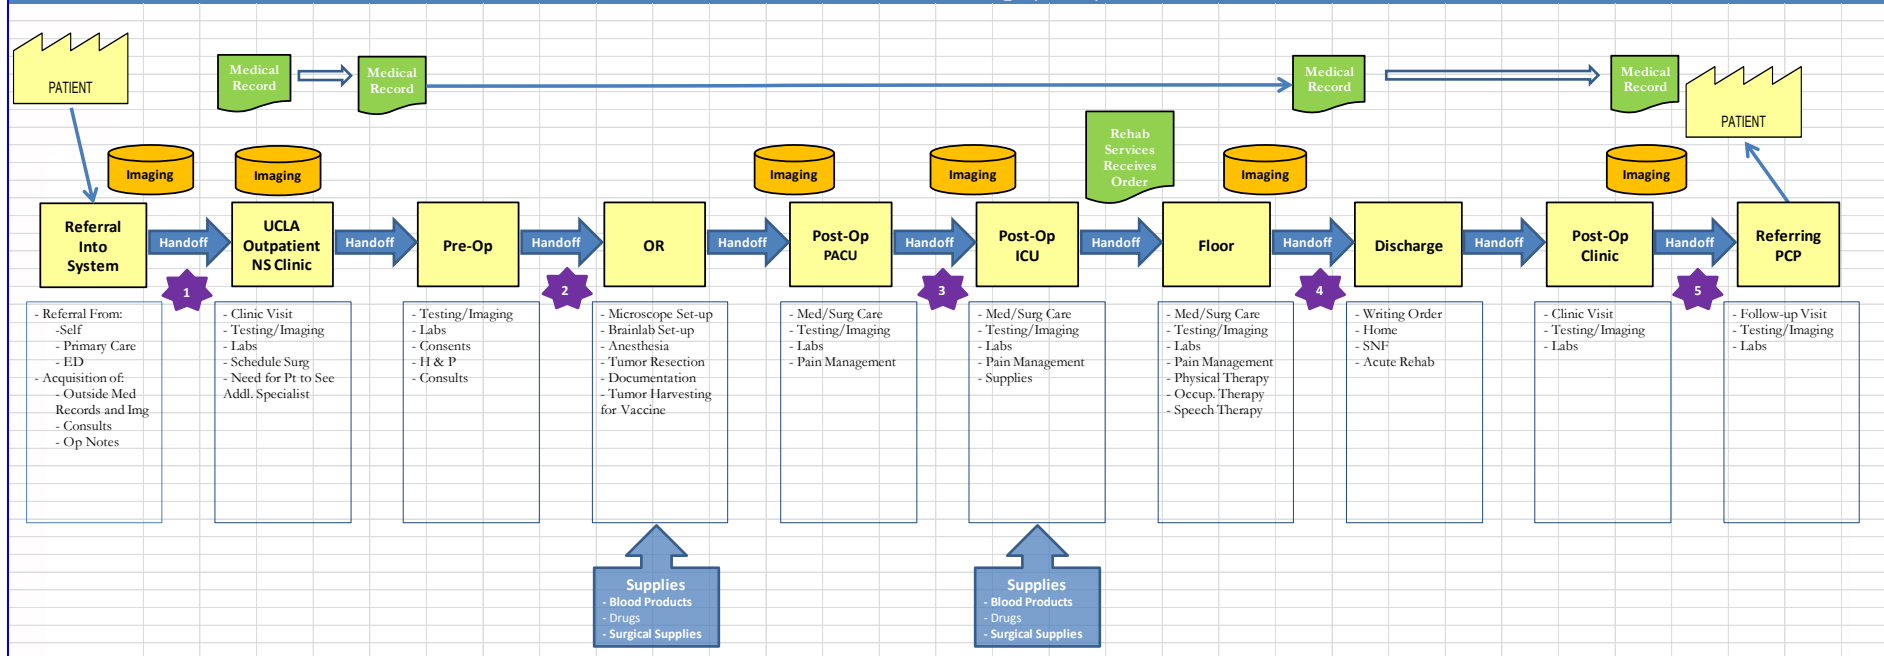 PATIENT
Medical
Record
Medical
Record
Medical
Record
Medical
Record
PATIENT
Rehab
Services
Receives
Order
Imaging
Imaging
Imaging
Imaging
Imaging
Imaging
Referral
Into
System
Handoff
UCLA
Outpatient
NS Clinic
Handoff
Pre-Op
Handoff
OR
Handoff
Post-Op
PACU
Handoff
Post-Op
ICU
Handoff
Floor
Handoff
Discharge
Handoff
Post-Op
Clinic
Handoff
Referring
PCP
1
2
3
4
5
- Referral From:
-Self
- Primary Care
- ED
- Acquisition of:
- Outside Med
Records and Img
- Consults
- Op Notes
- Clinic Visit
- Testing/Imaging
- Labs
- Schedule Surg
- Need for Pt to See
Addl. Specialist
- Testing/Imaging
- Labs
- Consents
- H & P
- Consults
- Microscope Set-up
- Brainlab Set-up
- Anesthesia
- Tumor Resection
- Documentation
- Tumor Harvesting
for Vaccine
- Med/Surg Care
- Testing/Imaging
- Labs
- Pain Management
- Med/Surg Care
- Testing/Imaging
- Labs
- Pain Management
- Supplies
- Med/Surg Care
- Testing/Imaging
- Labs
- Pain Management
- Physical Therapy
- Occup. Therapy
- Speech Therapy
- Writing Order
- Home
- SNF
- Acute Rehab
- Clinic Visit
- Testing/Imaging
- Labs
- Follow-up Visit
- Testing/Imaging
- Labs
Supplies
- Blood Products
- Drugs
- Surgical Supplies
Supplies
- Blood Products
- Drugs
- Surgical Supplies